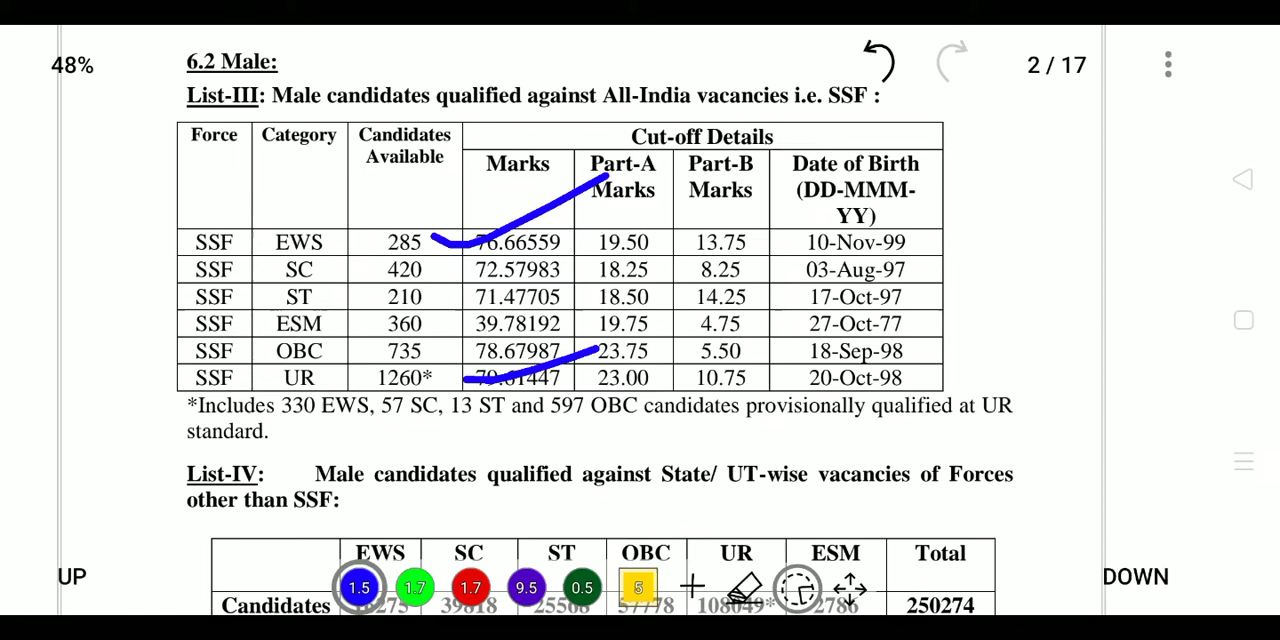 48%
2 / 17
6.2 Male:
List-III: Male candidates qualified against All-India vacancies i.e. SSF :
Force Category Candidates Available Cut-off Details
Marks Part-A Marks Part-B Marks Date of Birth (DD-MMM-YY)
SSF EWS 285 76.66559 19.50 13.75 10-Nov-99
SSF SC 420 72.57983 18.25 8.25 03-Aug-97
SSF ST 210 71.47705 18.50 14.25 17-Oct-97
SSF ESM 360 39.78192 19.75 4.75 27-Oct-77
SSF OBC 735 78.67987 23.75 5.50 18-Sep-98
SSF UR 1260* 79.61447 23.00 10.75 20-Oct-98
*Includes 330 EWS, 57 SC, 13 ST and 597 OBC candidates provisionally qualified at UR
standard.
List-IV: Male candidates qualified against State/ UT-wise vacancies of Forces
other than SSF:
EWS SC ST OBC UR ESM Total
UP
1.5 1.7 1.7 9.5 0.5 5
DOWN
Candidates 39818 57778 108049* 2786 250274